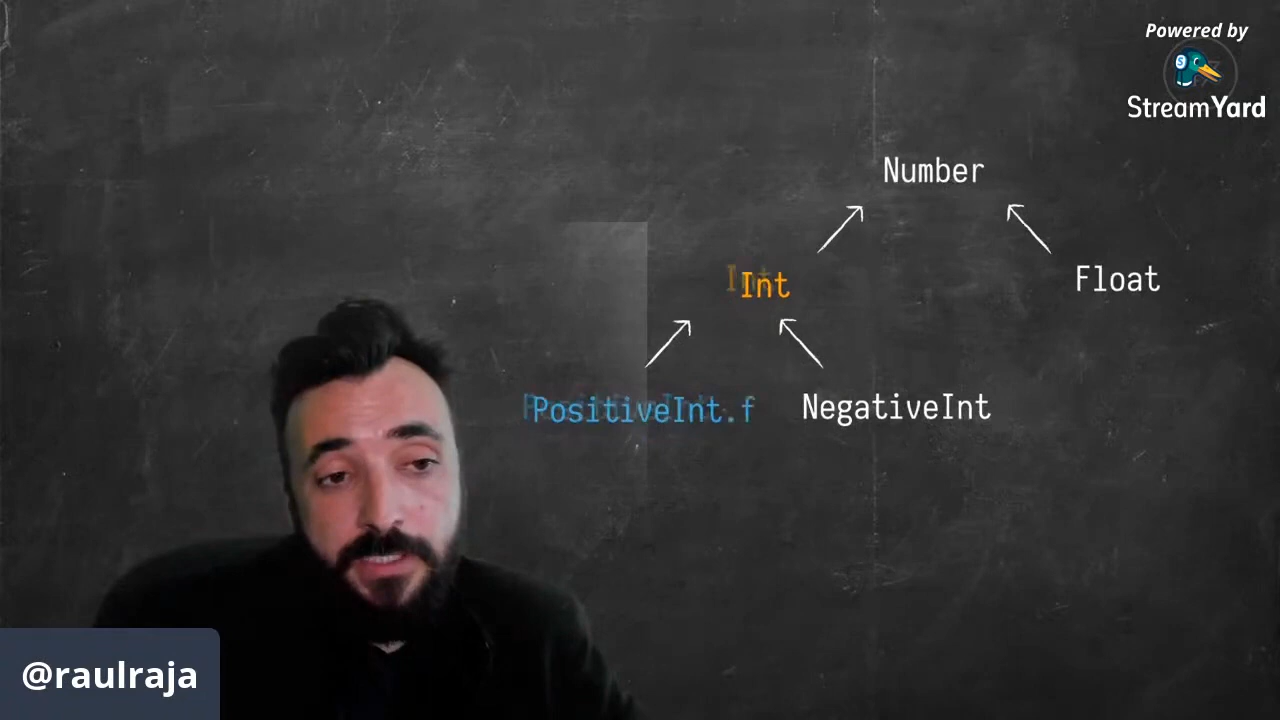 Powered by
StreamYard
Number
Int
Float
PositiveInt.f
NegativeInt
@raulraja